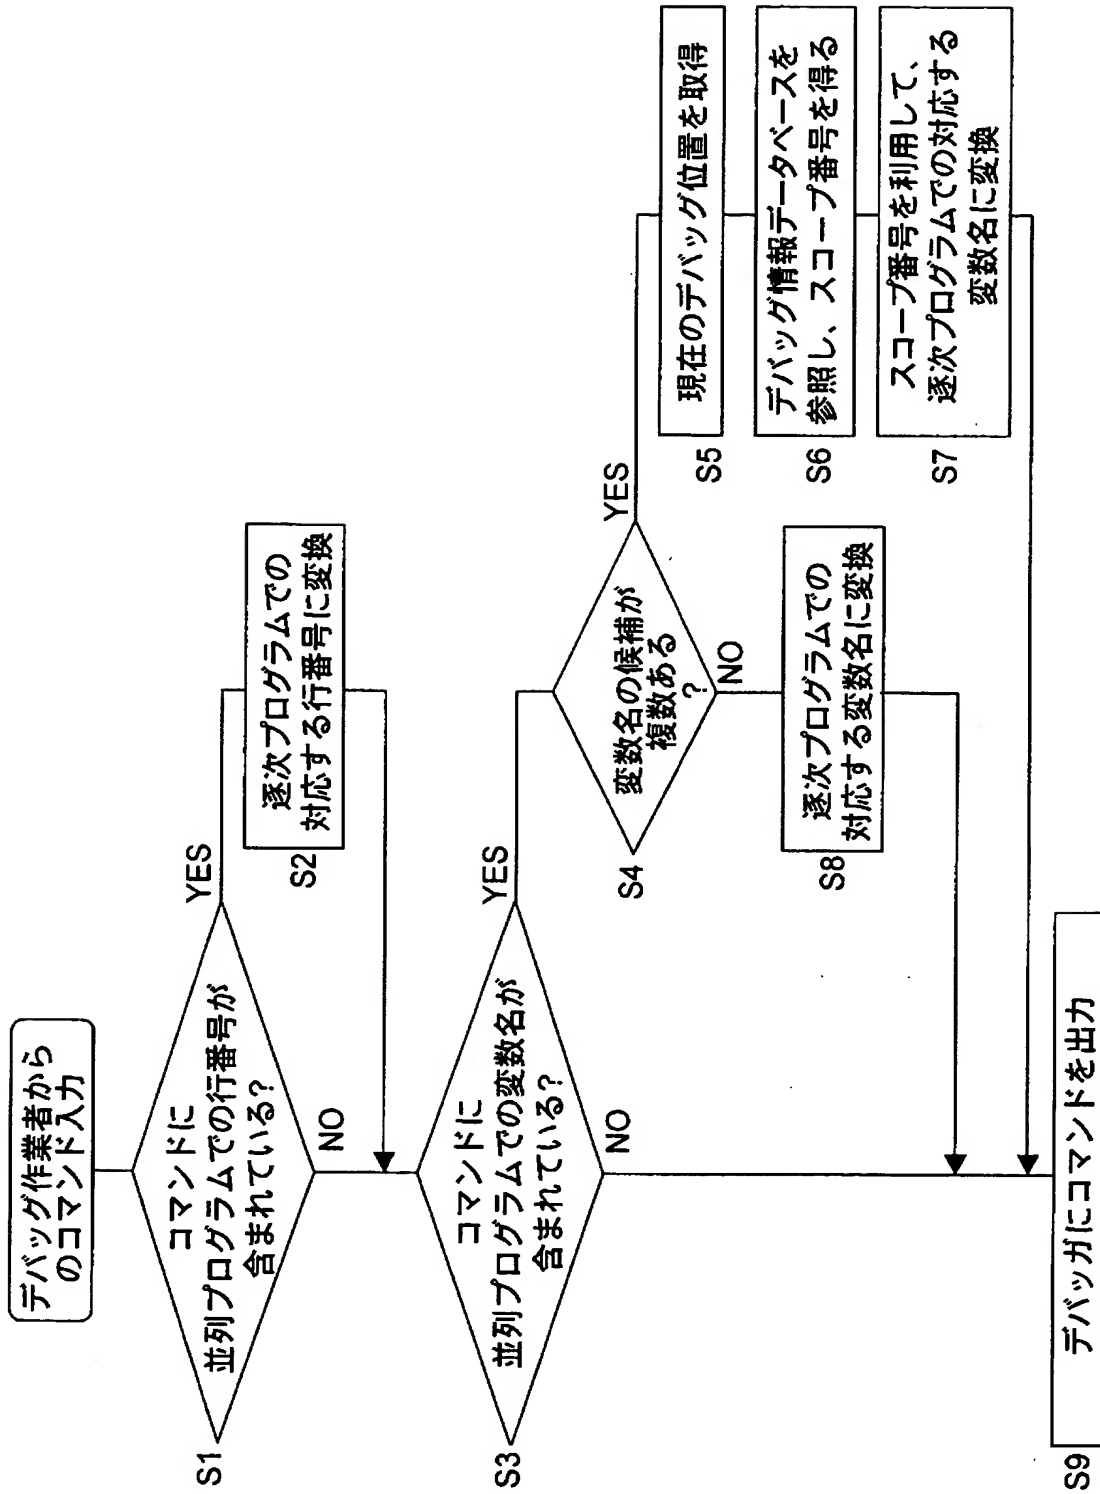 デバッグ作業者から
のコマンド入力
コマンドに
並列プログラムでの行番号が
含まれている?
S1
YES
NO
逐次プログラムでの
対応する行番号に変換
S2
コマンドに
並列プログラムでの変数名が
含まれている?
S3
YES
NO
変数名の候補が
複数ある
?
S4
YES
NO
現在のデバッグ位置を取得
S5
デバッグ情報データベースを
参照し、スコープ番号を得る
S6
スコープ番号を利用して、
逐次プログラムでの対応する
変数名に変換
S7
逐次プログラムでの
対応する変数名に変換
S8
デバッガにコマンドを出力
S9